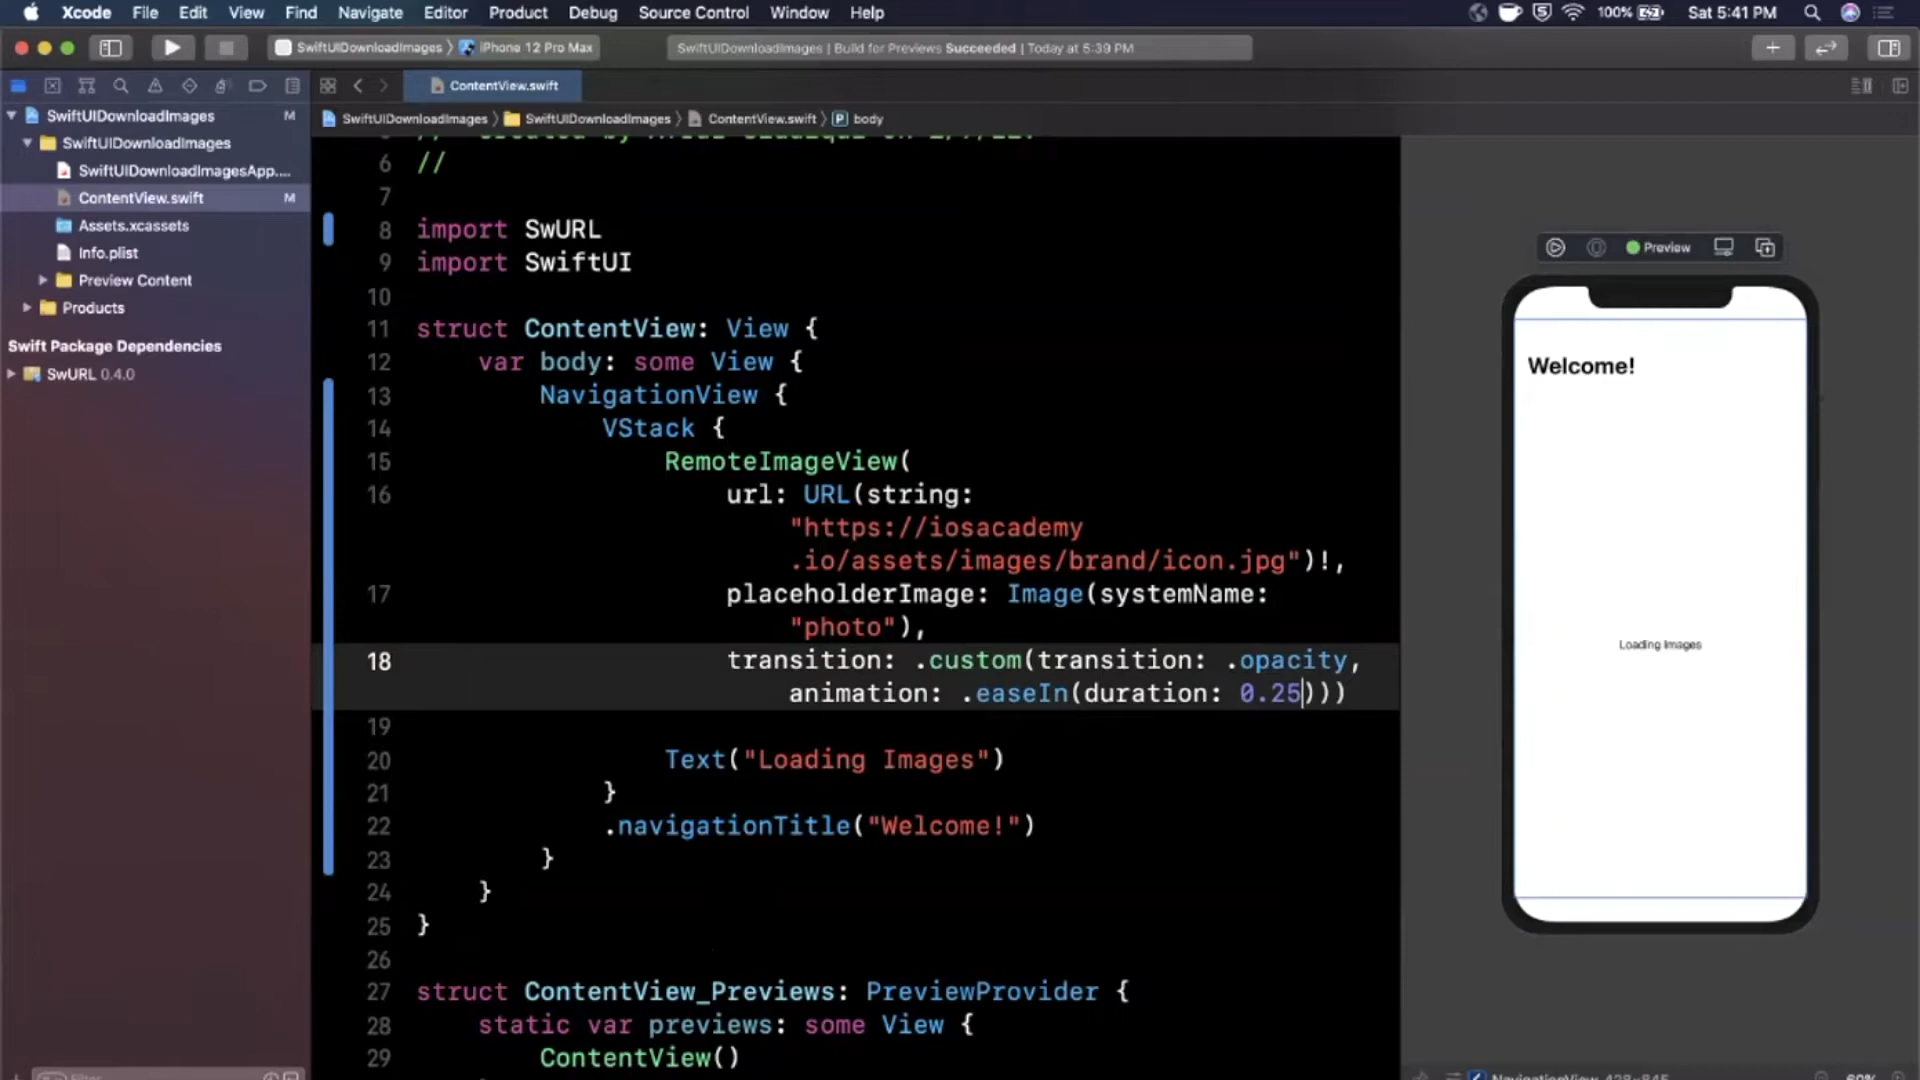 Xcode File Edit View Find Navigate Editor Product Debug Source Control Window Help 100% Sat 5:41 PM
SwiftUIDownloadImages 〉 iPhone 12 Pro Max SwiftUIDownloadImages | Build for Previews Succeeded | Today at 5:39 PM
ContentView.swift
SwiftUIDownloadImages M
SwiftUIDownloadImages
SwiftUIDownloadImagesApp....
ContentView.swift M
Assets.xcassets
Info.plist
Preview Content
Products
Swift Package Dependencies
SwURL 0.4.0
SwiftUIDownloadImages 〉 SwiftUIDownloadImages 〉 ContentView.swift 〉 P body
6 //
7
8 import SwURL
9 import SwiftUI
10
11 struct ContentView: View {
12 var body: some View {
13 NavigationView {
14 VStack {
15 RemoteImageView(
16 url: URL(string:
"https://iosacademy
.io/assets/images/brand/icon.jpg")!,
17 placeholderImage: Image(systemName:
"photo"),
18 transition: .custom(transition: .opacity,
animation: .easeIn(duration: 0.25)))
19
20 Text("Loading Images")
21 }
22 .navigationTitle("Welcome!")
23 }
24 }
25 }
26
27 struct ContentView_Previews: PreviewProvider {
28 static var previews: some View {
29 ContentView()
Preview
Welcome!
Loading Images